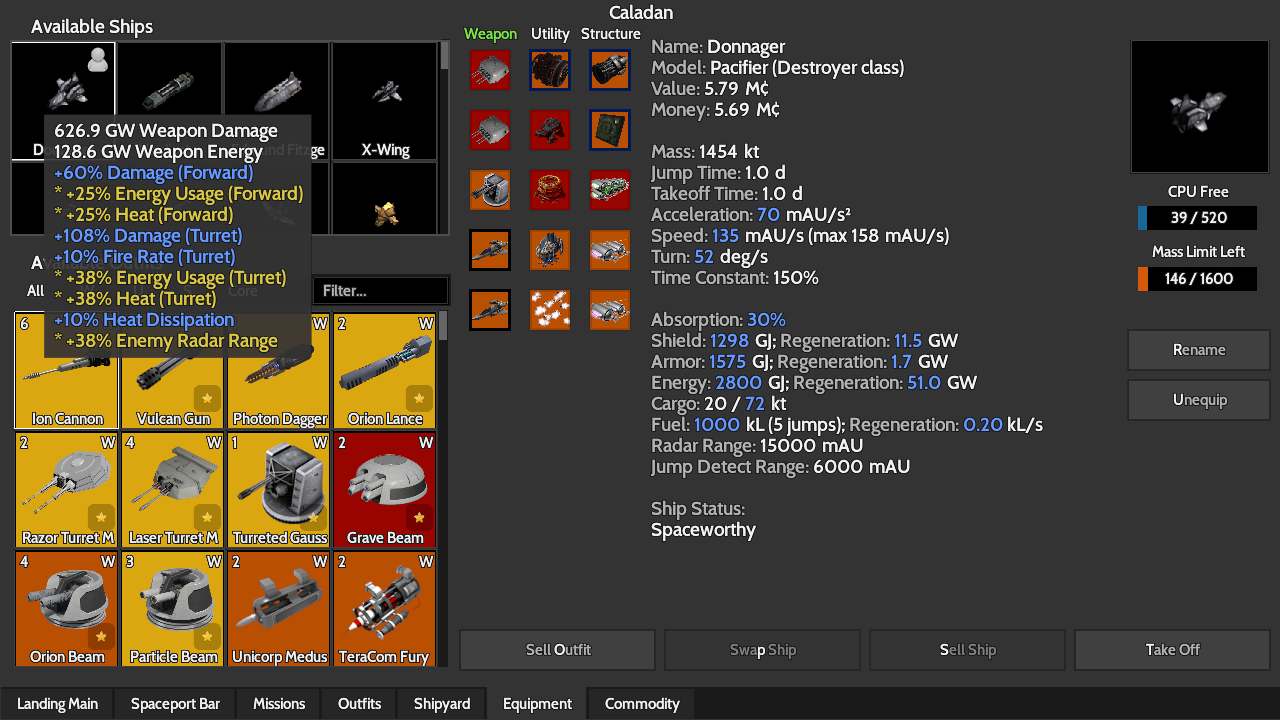 Caladan
Available Ships
X-Wing
626.9 GW Weapon Damage
128.6 GW Weapon Energy
+60% Damage (Forward)
* +25% Energy Usage (Forward)
* +25% Heat (Forward)
+108% Damage (Turret)
+10% Fire Rate (Turret)
* +38% Energy Usage (Turret)
* +38% Heat (Turret)
+10% Heat Dissipation
* +38% Enemy Radar Range
All
Core
Filter...
6 W
2 W
Ion Cannon
Vulcan Gun
Photon Dagger
Orion Lance
2 W
4 W
1 W
2 W
Razor Turret M
Laser Turret M
Turreted Gauss
Grave Beam
4 W
3 W
2 W
2 W
Orion Beam
Particle Beam
Unicorp Medus
TeraCom Fury
Weapon Utility Structure
Name: Donnager
Model: Pacifier (Destroyer class)
Value: 5.79 M¢
Money: 5.69 M¢
Mass: 1454 kt
Jump Time: 1.0 d
Takeoff Time: 1.0 d
Acceleration: 70 mAU/s²
Speed: 135 mAU/s (max 158 mAU/s)
Turn: 52 deg/s
Time Constant: 150%
Absorption: 30%
Shield: 1298 GJ; Regeneration: 11.5 GW
Armor: 1575 GJ; Regeneration: 1.7 GW
Energy: 2800 GJ; Regeneration: 51.0 GW
Cargo: 20 / 72 kt
Fuel: 1000 kL (5 jumps); Regeneration: 0.20 kL/s
Radar Range: 15000 mAU
Jump Detect Range: 6000 mAU
Ship Status:
Spaceworthy
CPU Free
39 / 520
Mass Limit Left
146 / 1600
Rename
Unequip
Sell Outfit
Swap Ship
Sell Ship
Take Off
Landing Main
Spaceport Bar
Missions
Outfits
Shipyard
Equipment
Commodity